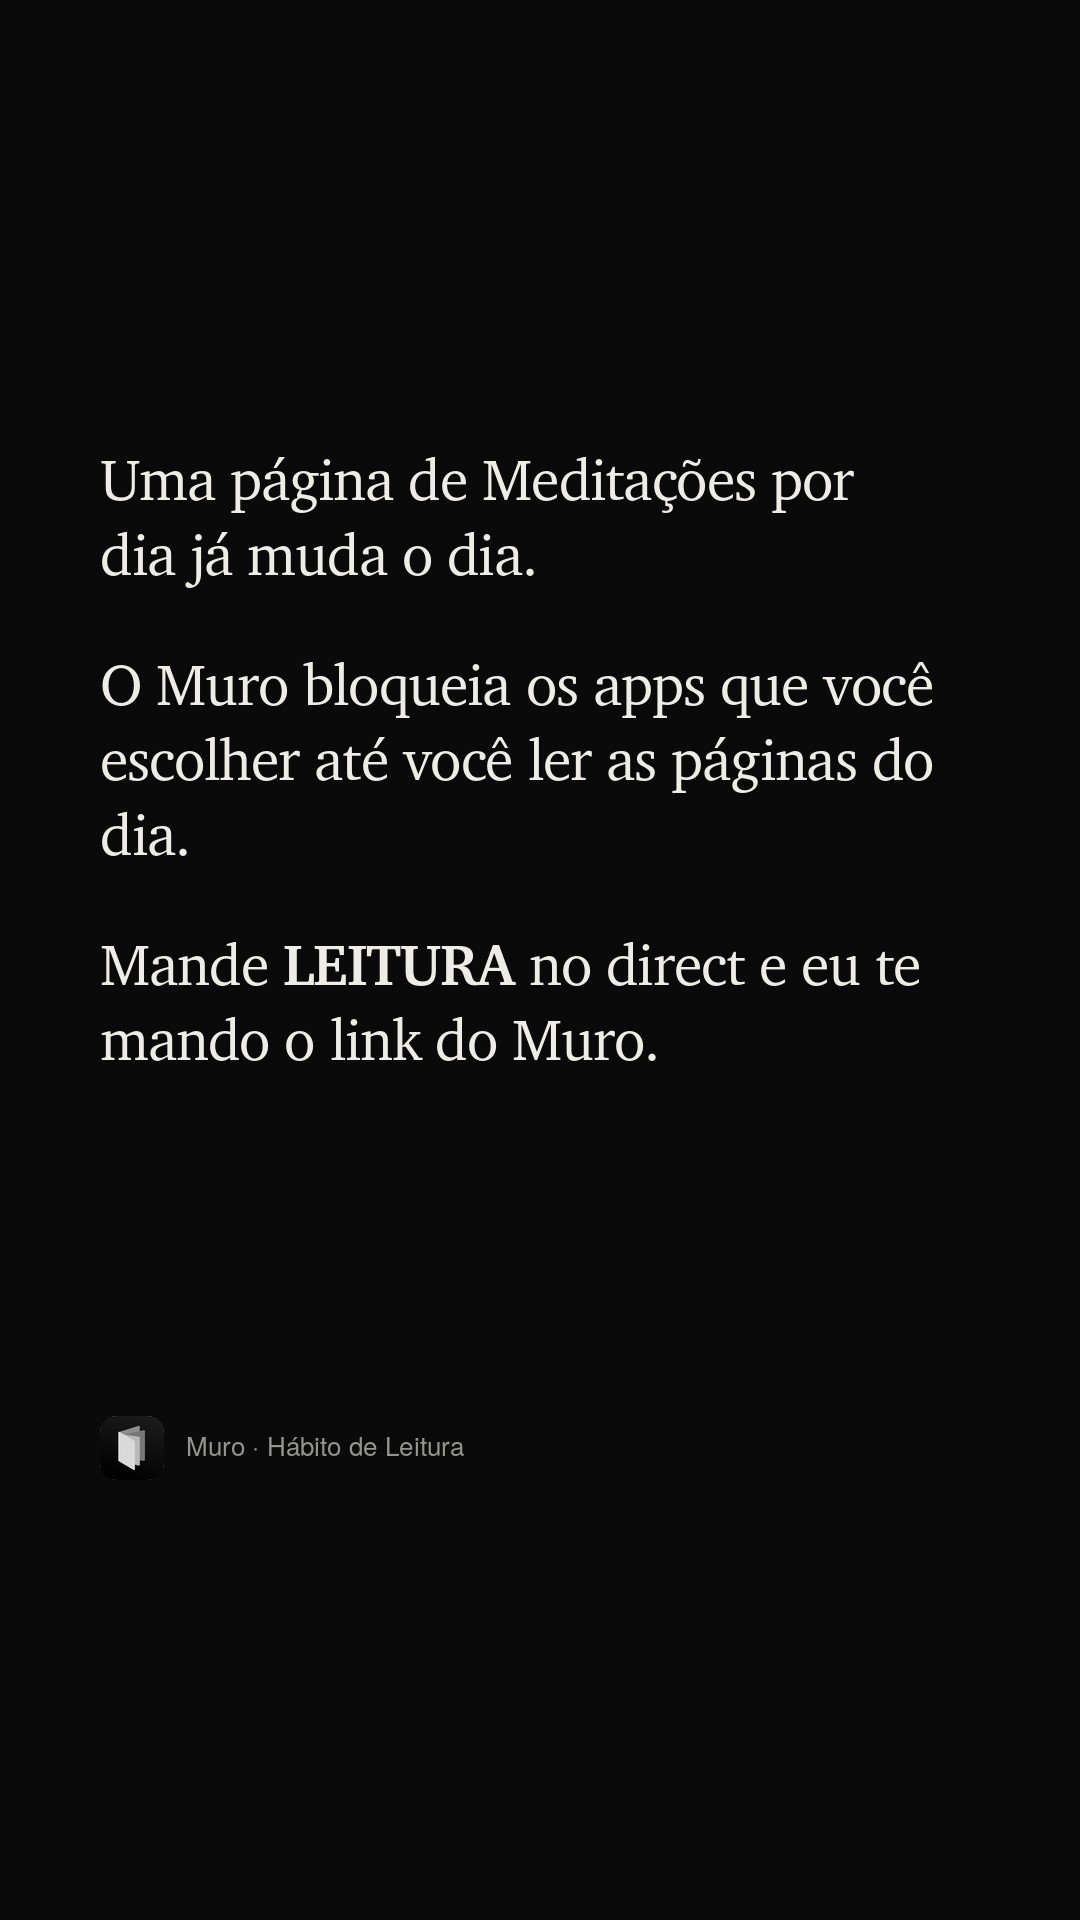 Uma página de Meditações por
dia já muda o dia.
O Muro bloqueia os apps que você
escolher até você ler as páginas do
dia.
Mande LEITURA no direct e eu te
mando o link do Muro.
Muro · Hábito de Leitura